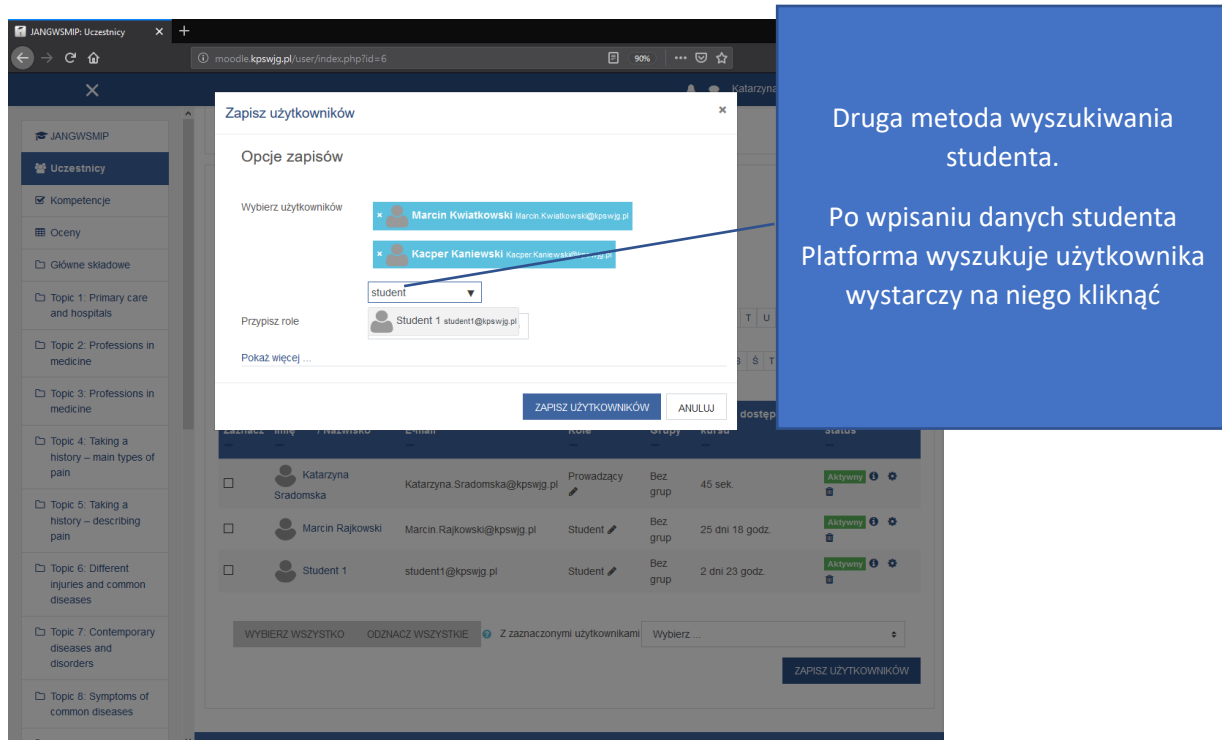 JANGWSMIP: Uczestnicy
moodle.kpswjg.pl/user/index.php?id=6
90%
Katarzyna
JANGWSMIP
Uczestnicy
Kompetencje
Oceny
Główne składowe
Topic 1: Primary care
and hospitals
Topic 2: Professions in
medicine
Topic 3: Professions in
medicine
Topic 4: Taking a
history – main types of
pain
Topic 5: Taking a
history – describing
pain
Topic 6: Different
injuries and common
diseases
Topic 7: Contemporary
diseases and
disorders
Topic 8: Symptoms of
common diseases
Zapisz użytkowników
Opcje zapisów
Wybierz użytkowników
Marcin Kwiatkowski Marcin.Kwiatkowski@kpswjg.pl
Kacper Kaniewski Kacper.Kaniewski@kpswjg.pl
student
Przypisz role
Student 1 student1@kpswjg.pl
Pokaż więcej ...
ZAPISZ UŻYTKOWNIKÓW ANULUJ
T U
S Ś T
dostęp
Zaznacz Imię / Nazwisko E-mail Role Grupy kursu Status
Katarzyna Sradomska Katarzyna.Sradomska@kpswjg.pl Prowadzący Bez grup 45 sek. Aktywny
Marcin Rajkowski Marcin.Rajkowski@kpswjg.pl Student Bez grup 25 dni 18 godz. Aktywny
Student 1 student1@kpswjg.pl Student Bez grup 2 dni 23 godz. Aktywny
WYBIERZ WSZYSTKO ODZNACZ WSZYSTKIE Z zaznaczonymi użytkownikami Wybierz ...
ZAPISZ UŻYTKOWNIKÓW
Druga metoda wyszukiwania
studenta.
Po wpisaniu danych studenta
Platforma wyszukuje użytkownika
wystarczy na niego kliknąć